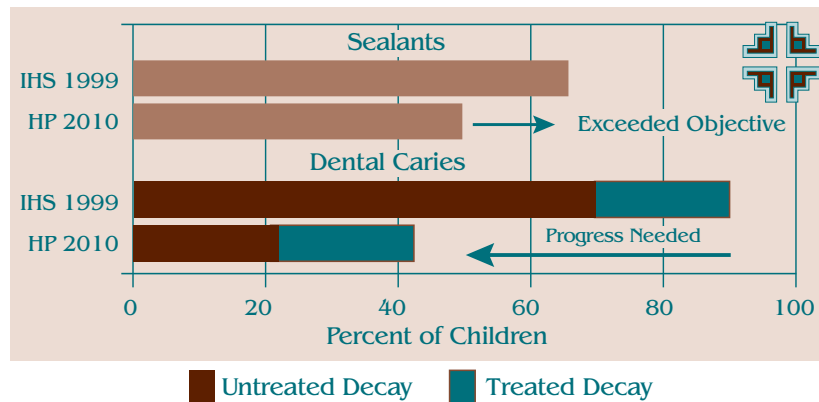 Sealants
IHS 1999
HP 2010
Exceeded Objective
Dental Caries
IHS 1999
HP 2010
Progress Needed
0 20 40 60 80 100
Percent of Children
Untreated Decay Treated Decay